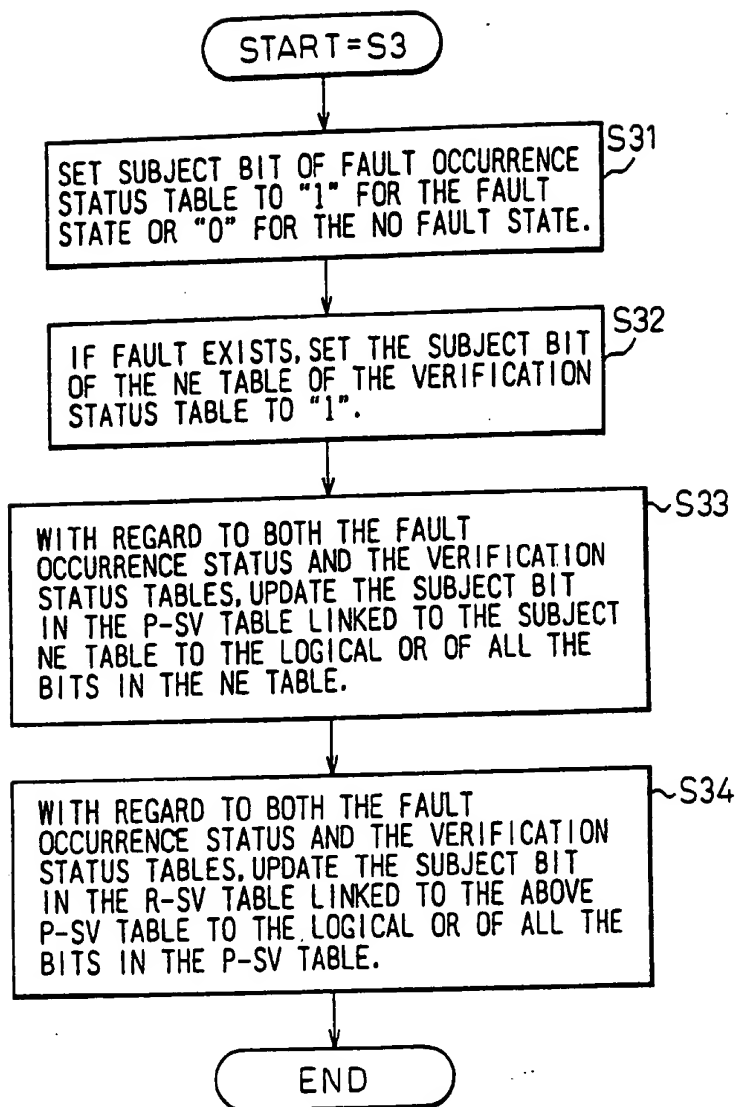 START=S3
S31
SET SUBJECT BIT OF FAULT OCCURRENCE
STATUS TABLE TO "1" FOR THE FAULT
STATE OR "0" FOR THE NO FAULT STATE.
S32
IF FAULT EXISTS, SET THE SUBJECT BIT
OF THE NE TABLE OF THE VERIFICATION
STATUS TABLE TO "1".
S33
WITH REGARD TO BOTH THE FAULT
OCCURRENCE STATUS AND THE VERIFICATION
STATUS TABLES, UPDATE THE SUBJECT BIT
IN THE P-SV TABLE LINKED TO THE SUBJECT
NE TABLE TO THE LOGICAL OR OF ALL THE
BITS IN THE NE TABLE.
S34
WITH REGARD TO BOTH THE FAULT
OCCURRENCE STATUS AND THE VERIFICATION
STATUS TABLES, UPDATE THE SUBJECT BIT
IN THE R-SV TABLE LINKED TO THE ABOVE
P-SV TABLE TO THE LOGICAL OR OF ALL THE
BITS IN THE P-SV TABLE.
END